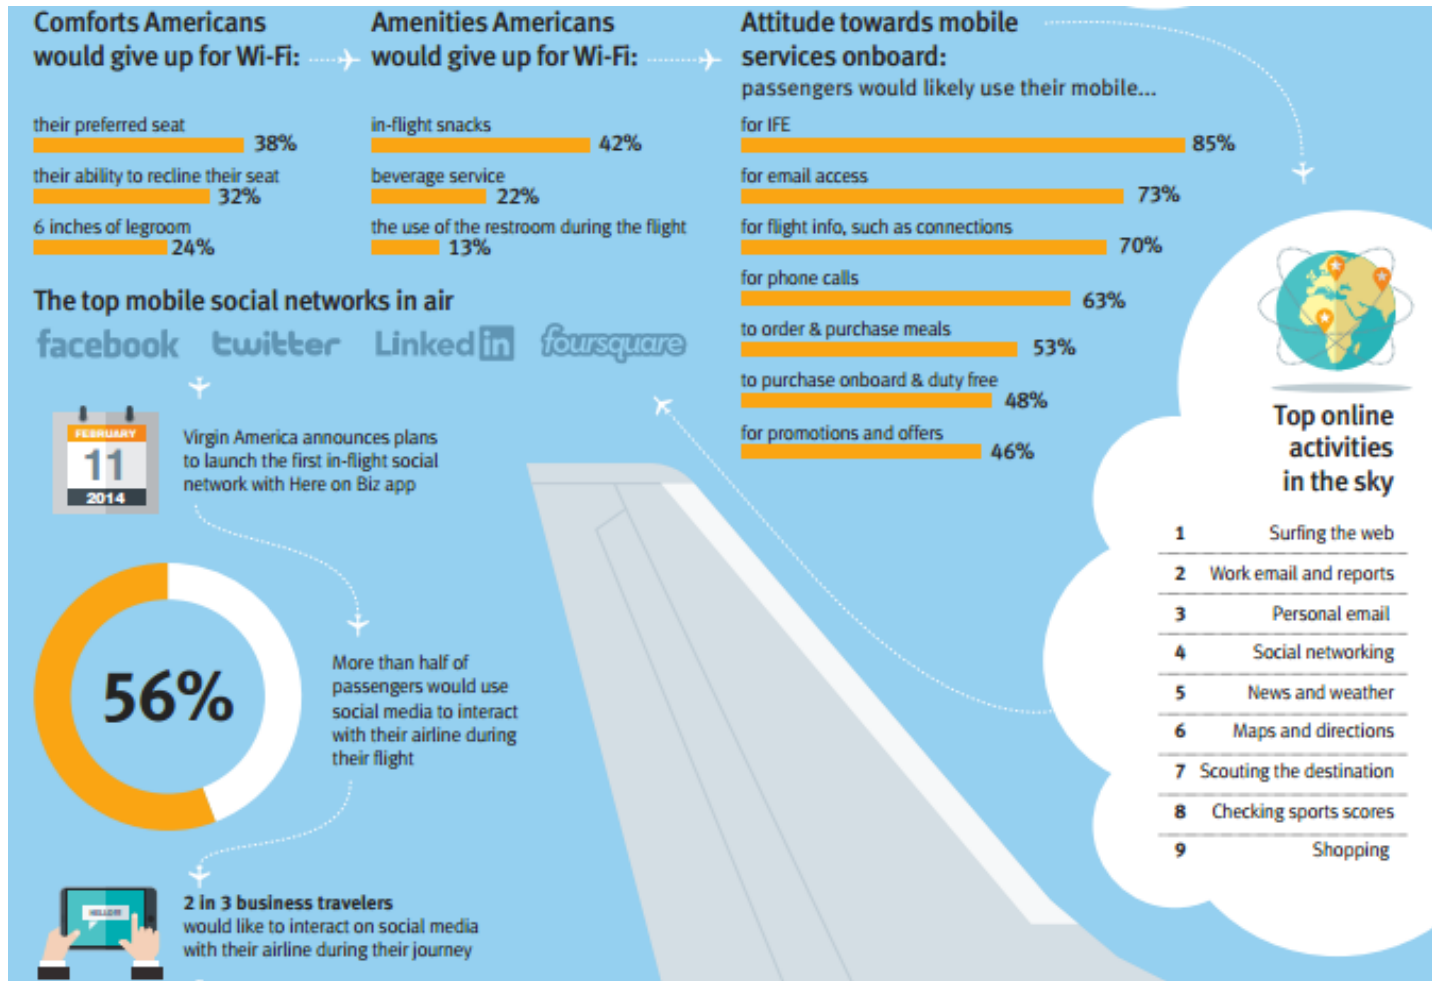 Comforts Americans
would give up for Wi-Fi:
their preferred seat
38%
their ability to recline their seat
32%
6 inches of legroom
24%
Amenities Americans
would give up for Wi-Fi:
in-flight snacks
42%
beverage service
22%
the use of the restroom during the flight
13%
Attitude towards mobile
services onboard:
passengers would likely use their mobile...
for IFE
85%
for email access
73%
for flight info, such as connections
70%
for phone calls
63%
to order & purchase meals
53%
to purchase onboard & duty free
48%
for promotions and offers
46%
The top mobile social networks in air
facebook twitter Linked in foursquare
FEBRUARY
11
2014
Virgin America announces plans
to launch the first in-flight social
network with Here on Biz app
56%
More than half of
passengers would use
social media to interact
with their airline during
their flight
HELLO!!!
2 in 3 business travelers
would like to interact on social media
with their airline during their journey
Top online
activities
in the sky
1 Surfing the web
2 Work email and reports
3 Personal email
4 Social networking
5 News and weather
6 Maps and directions
7 Scouting the destination
8 Checking sports scores
9 Shopping